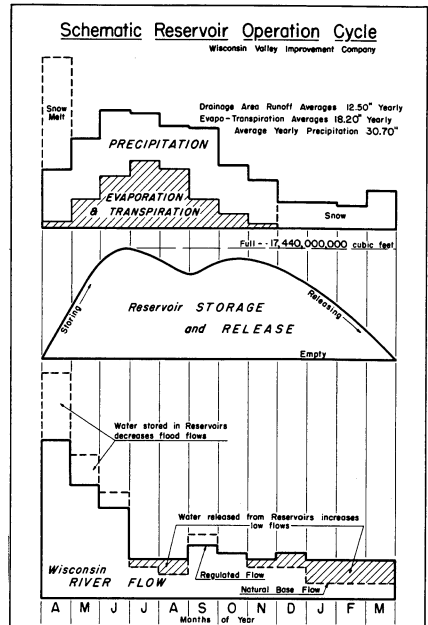 Schematic Reservoir Operation Cycle
Wisconsin Valley Improvement Company
Snow
Melt
Drainage Area Runoff Averages 12.50" Yearly
Evapo-Transpiration Averages 18.20" Yearly
Average Yearly Precipitation 30.70"
PRECIPITATION
EVAPORATION
& TRANSPIRATION
Snow
Full - 17,440,000,000 cubic feet
Storing
Reservoir STORAGE
and RELEASE
Releasing
Empty
Water stored in Reservoirs
decreases flood flows
Water released from Reservoirs increases
low flows
Wisconsin
RIVER FLOW
Regulated Flow
Natural Base Flow
A M J J A S O N D J F M
Months of Year